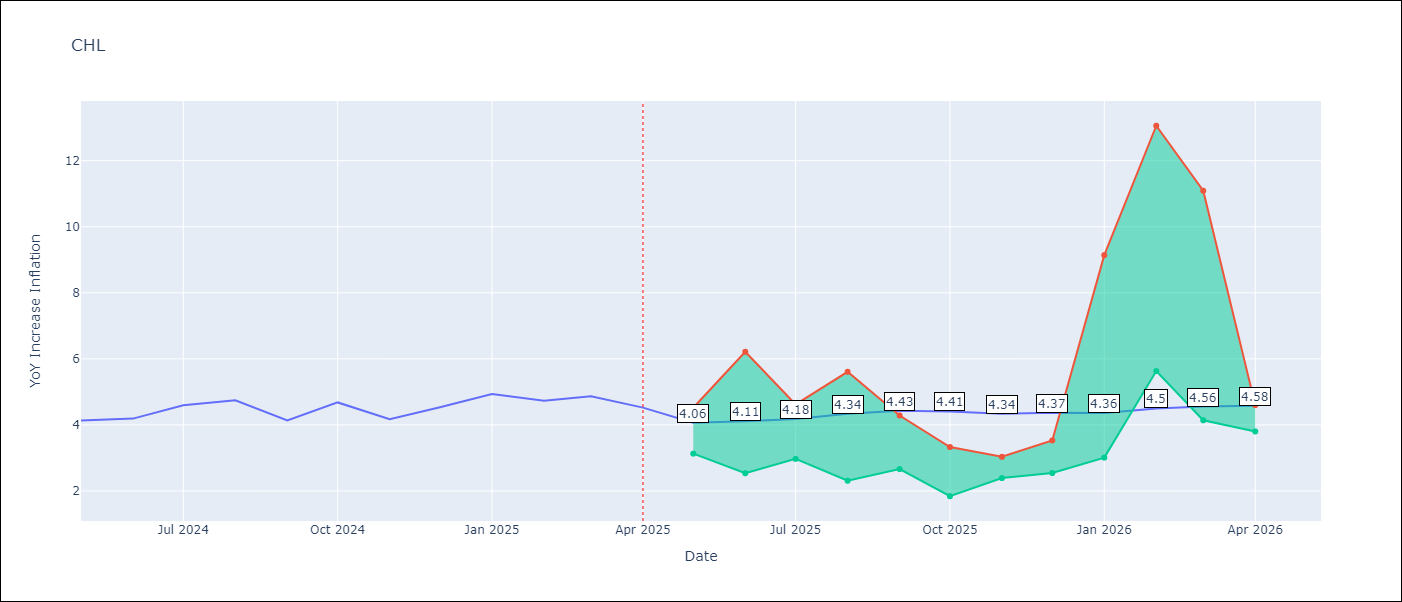 CHL
YoY Increase Inflation
12
10
8
6
4
2
4.06
4.11
4.18
4.34
4.43
4.41
4.34
4.37
4.36
4.5
4.56
4.58
Jul 2024
Oct 2024
Jan 2025
Apr 2025
Jul 2025
Oct 2025
Jan 2026
Apr 2026
Date